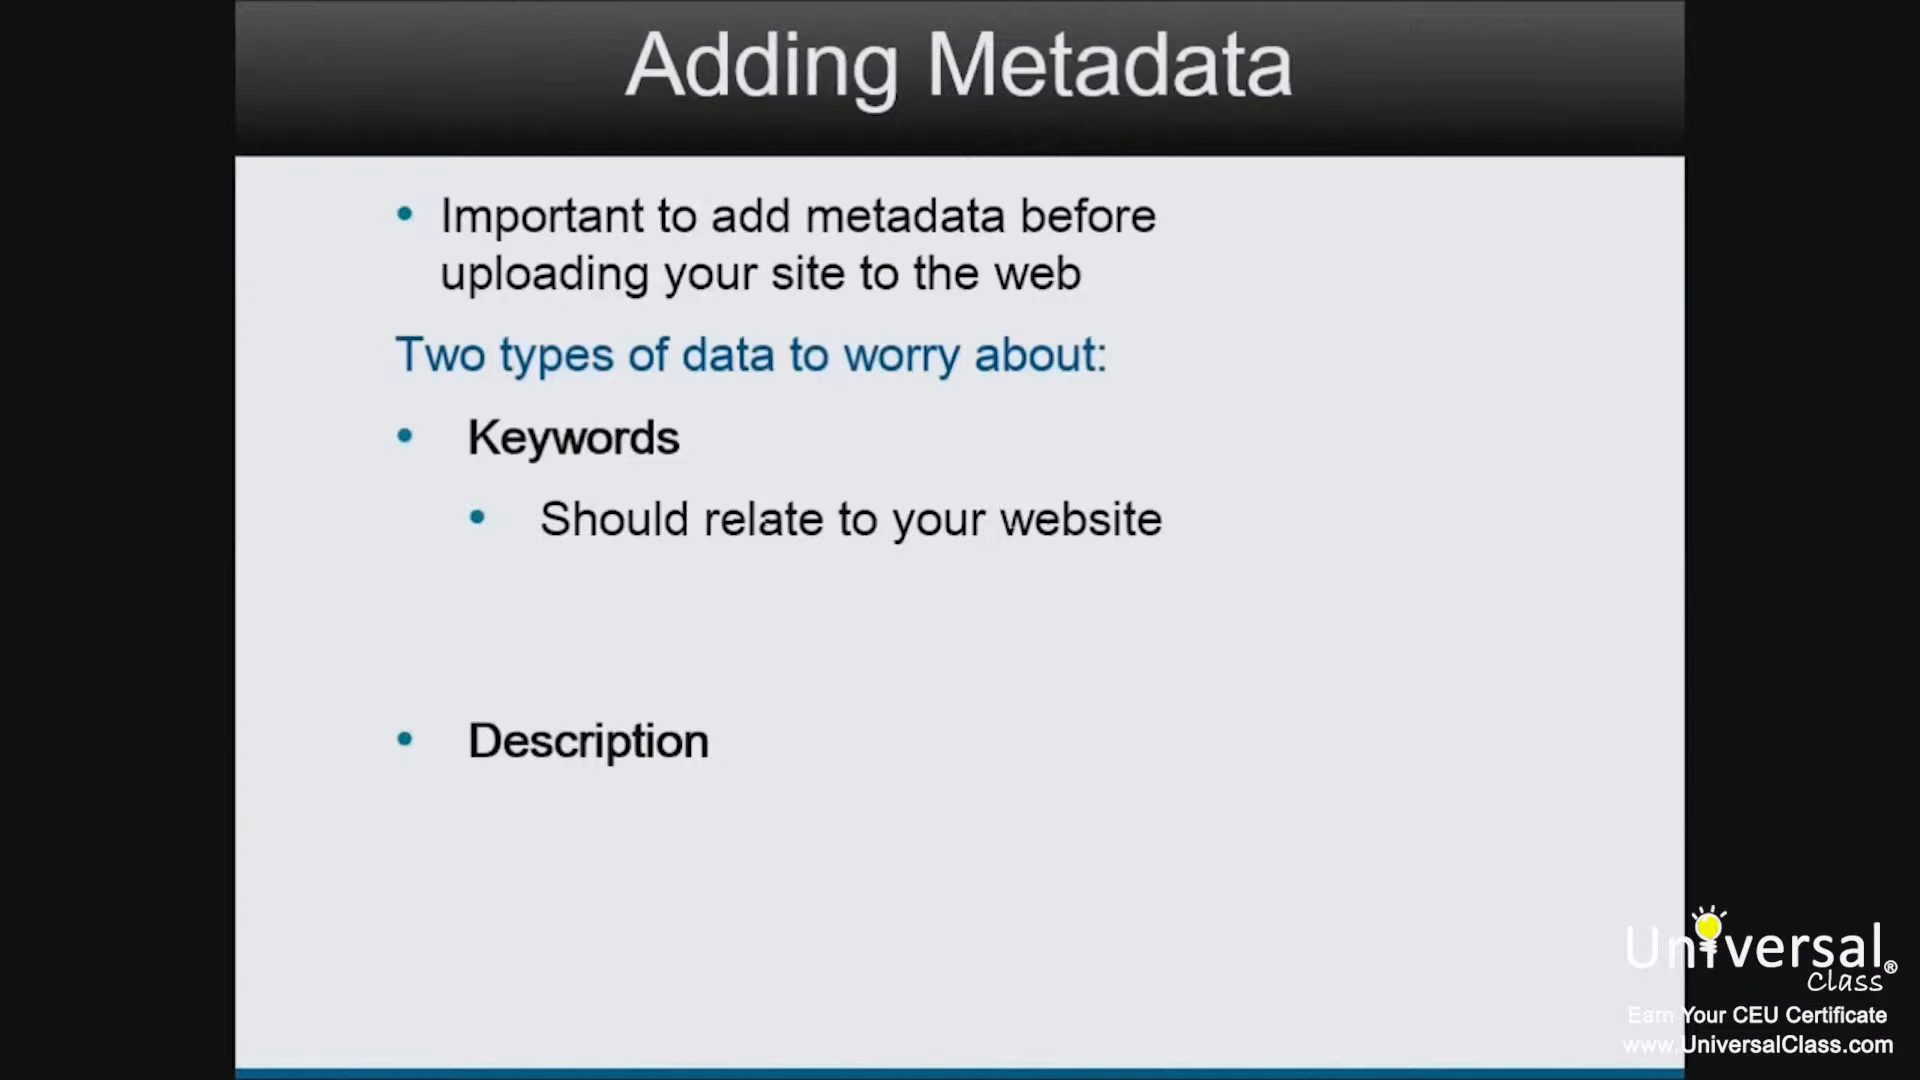 Adding Metadata
• Important to add metadata before
uploading your site to the web
Two types of data to worry about:
• Keywords
• Should relate to your website
• Description
Universal®
Class
Earn Your CEU Certificate
www.UniversalClass.com